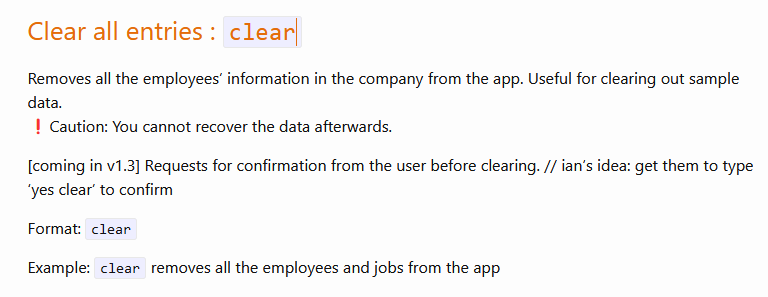 Clear all entries : clear
Removes all the employees’ information in the company from the app. Useful for clearing out sample
data.
❗ Caution: You cannot recover the data afterwards.
[coming in v1.3] Requests for confirmation from the user before clearing. // ian’s idea: get them to type
‘yes clear’ to confirm
Format: clear
Example: clear removes all the employees and jobs from the app